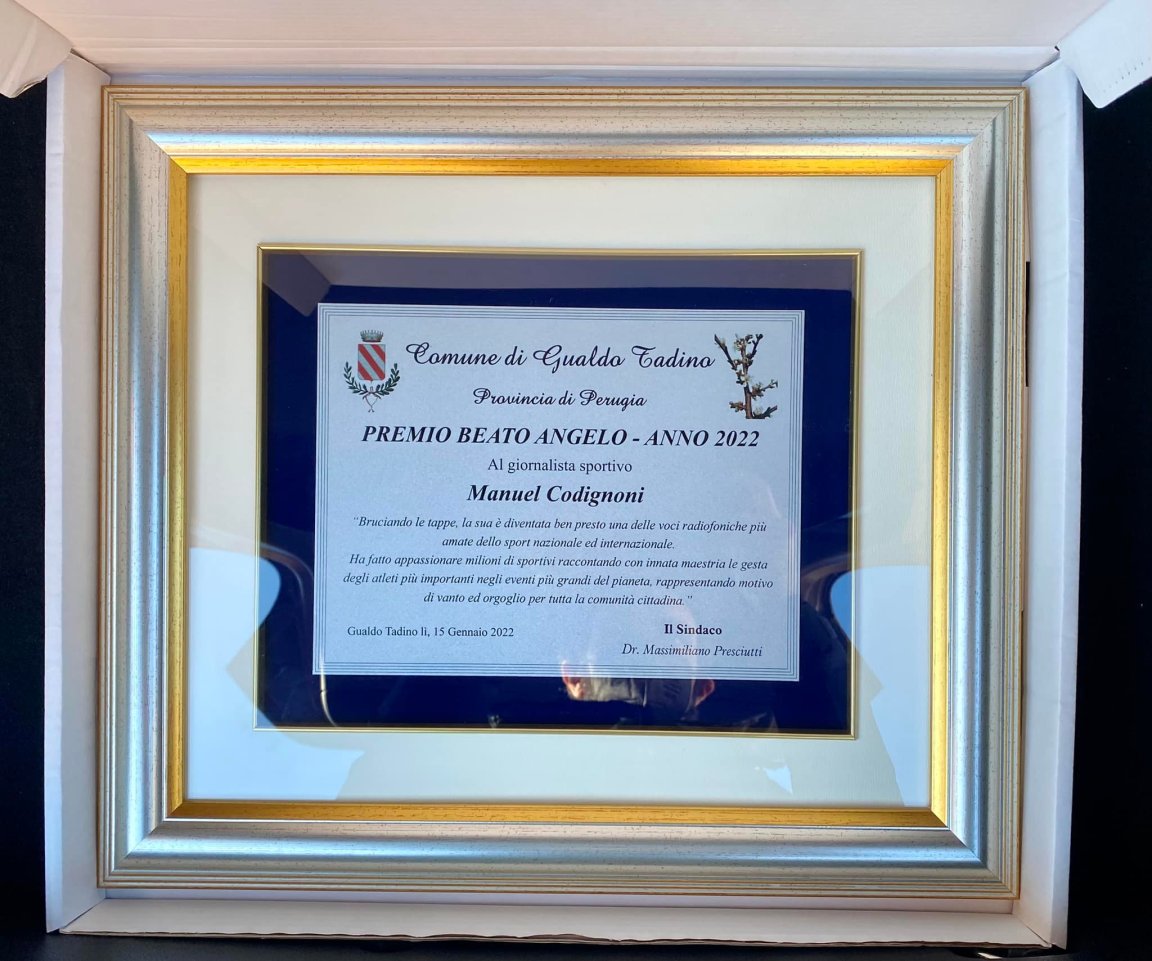 Comune di Gualdo Tadino
Provincia di Perugia
PREMIO BEATO ANGELO - ANNO 2022
Al giornalista sportivo
Manuel Codignoni
“Bruciando le tappe, la sua è diventata ben presto una delle voci radiofoniche più
amate dello sport nazionale ed internazionale.
Ha fatto appassionare milioni di sportivi raccontando con innata maestria le gesta
degli atleti più importanti negli eventi più grandi del pianeta, rappresentando motivo
di vanto ed orgoglio per tutta la comunità cittadina.”
Gualdo Tadino lì, 15 Gennaio 2022
Il Sindaco
Dr. Massimiliano Presciutti